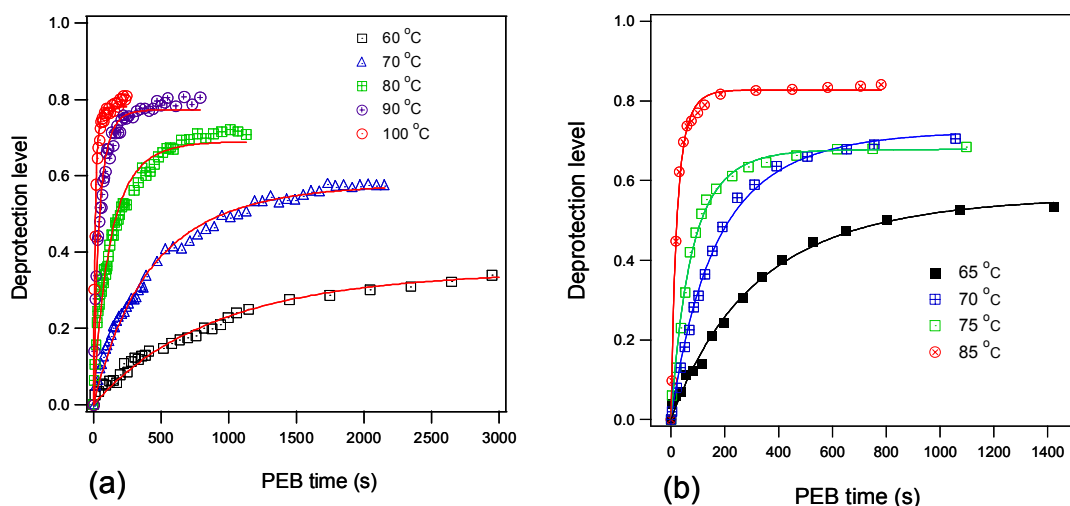 1.0
0.8
0.6
0.4
0.2
0.0
Deprotection level
60 °C
70 °C
80 °C
90 °C
100 °C
0 500 1000 1500 2000 2500 3000
(a)
PEB time (s)
1.0
0.8
0.6
0.4
0.2
0.0
Deprotection level
65 °C
70 °C
75 °C
85 °C
0 200 400 600 800 1000 1200 1400
(b)
PEB time (s)